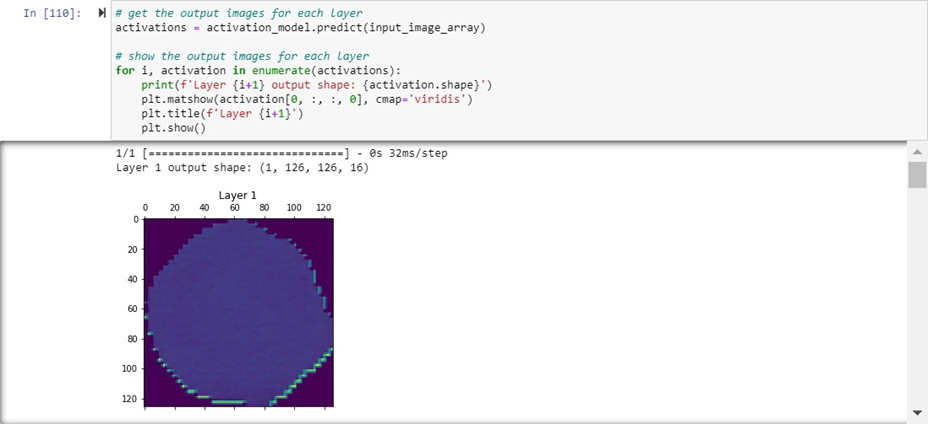 In [110]:
# get the output images for each layer
activations = activation_model.predict(input_image_array)
# show the output images for each layer
for i, activation in enumerate(activations):
    print(f'Layer {i+1} output shape: {activation.shape}')
    plt.matshow(activation[0, :, :, 0], cmap='viridis')
    plt.title(f'Layer {i+1}')
    plt.show()
1/1 [==============================] - 0s 32ms/step
Layer 1 output shape: (1, 126, 126, 16)
Layer 1
0 20 40 60 80 100 120
0
20
40
60
80
100
120